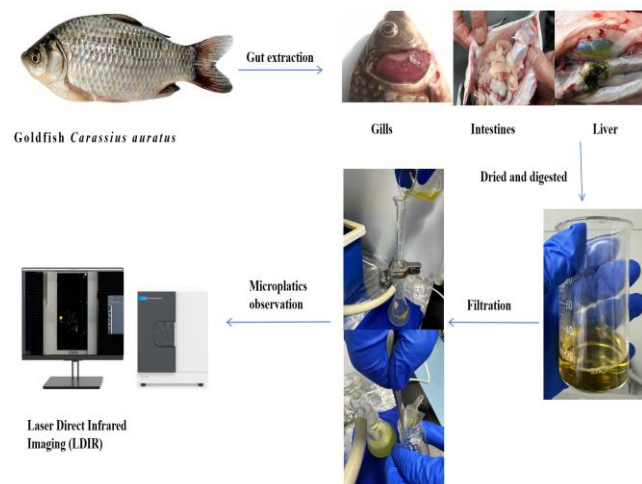 Gut extraction
Goldfish Carassius auratus
Gills
Intestines
Liver
Dried and digested
Filtration
Microplatics
observation
Laser Direct Infrared
Imaging (LDIR)